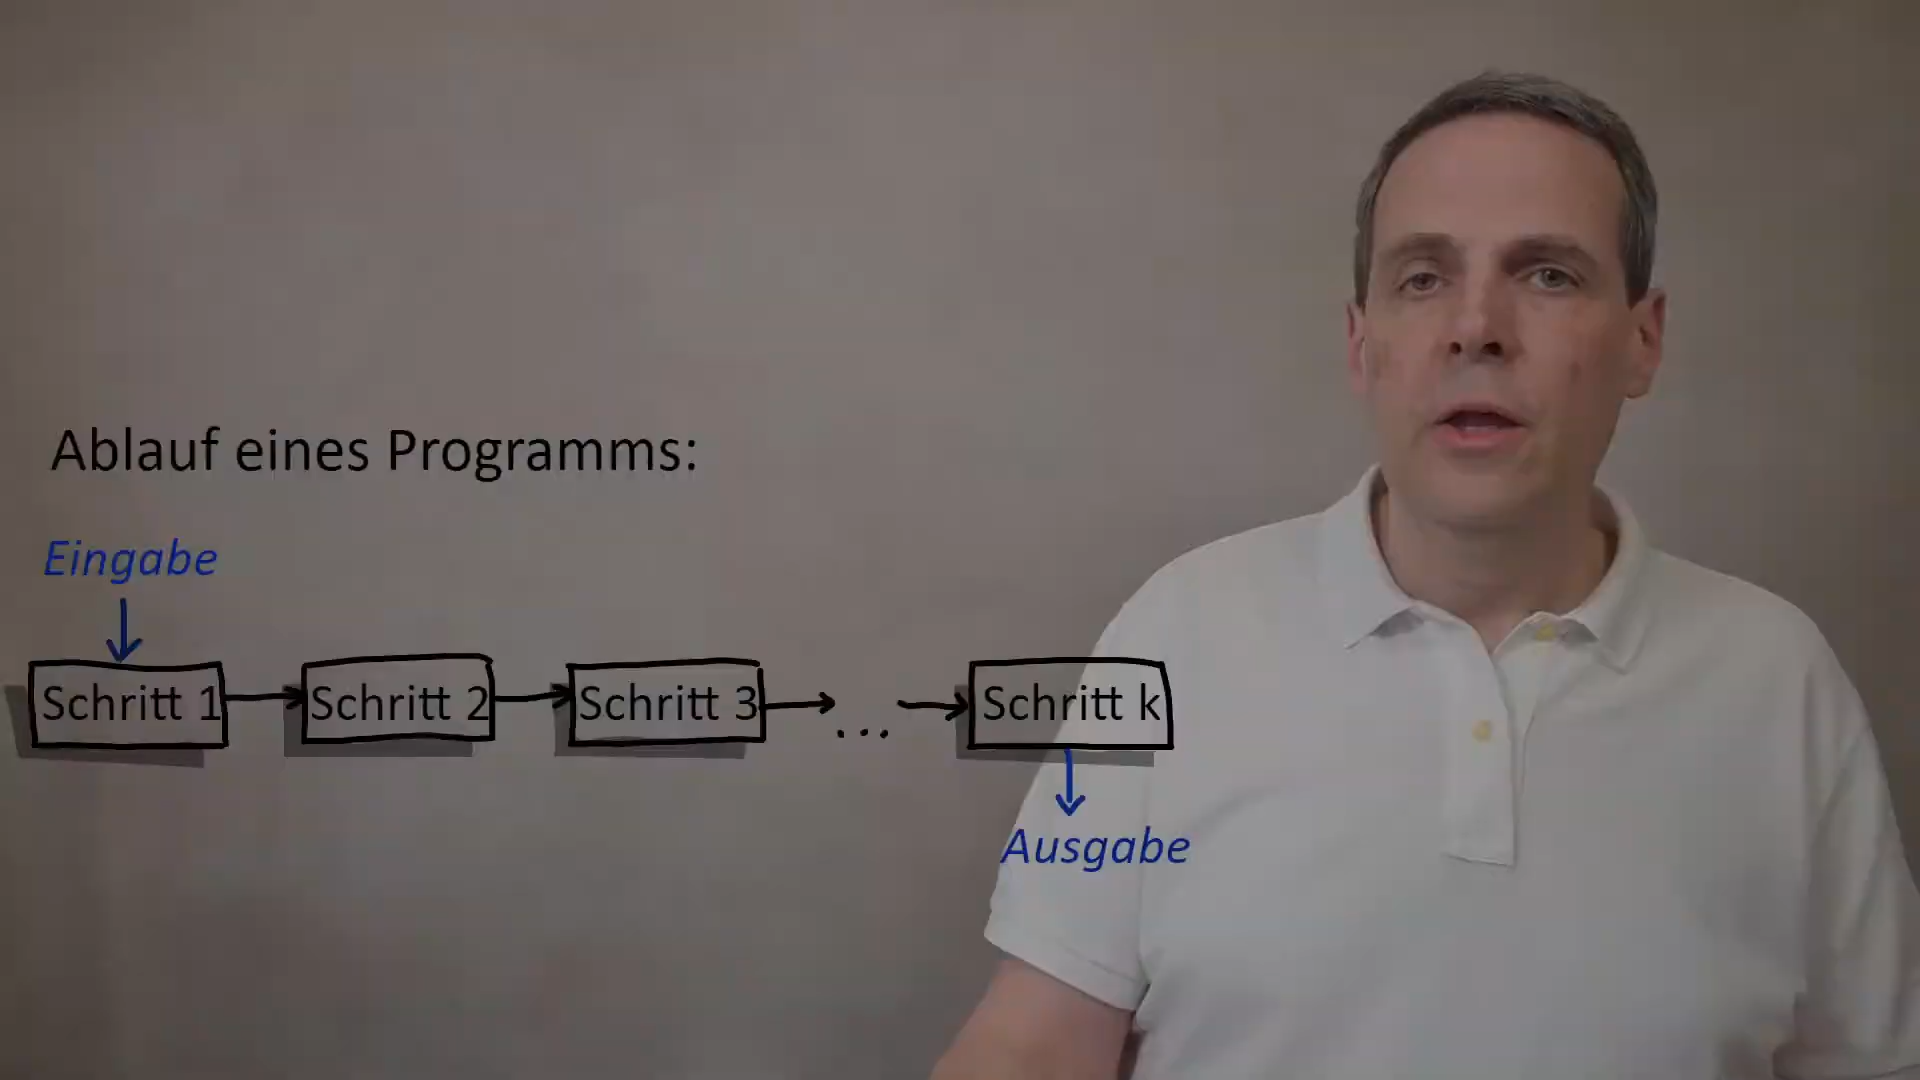 Ablauf eines Programms:
Eingabe
Schritt 1 Schritt 2 Schritt 3 ... Schritt k
Ausgabe